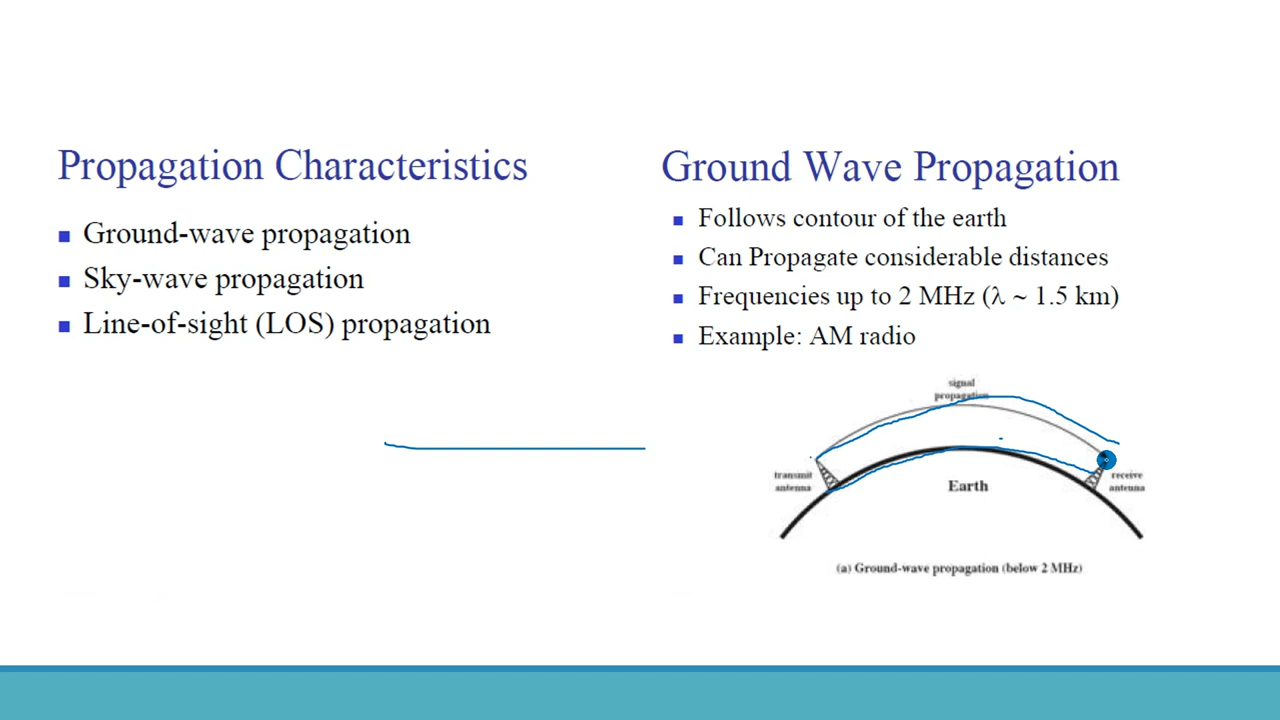 Propagation Characteristics
■ Ground-wave propagation
■ Sky-wave propagation
■ Line-of-sight (LOS) propagation
Ground Wave Propagation
■ Follows contour of the earth
■ Can Propagate considerable distances
■ Frequencies up to 2 MHz (λ ~ 1.5 km)
■ Example: AM radio
signal
propagation
transmit
antenna
Earth
receive
antenna
(a) Ground-wave propagation (below 2 MHz)